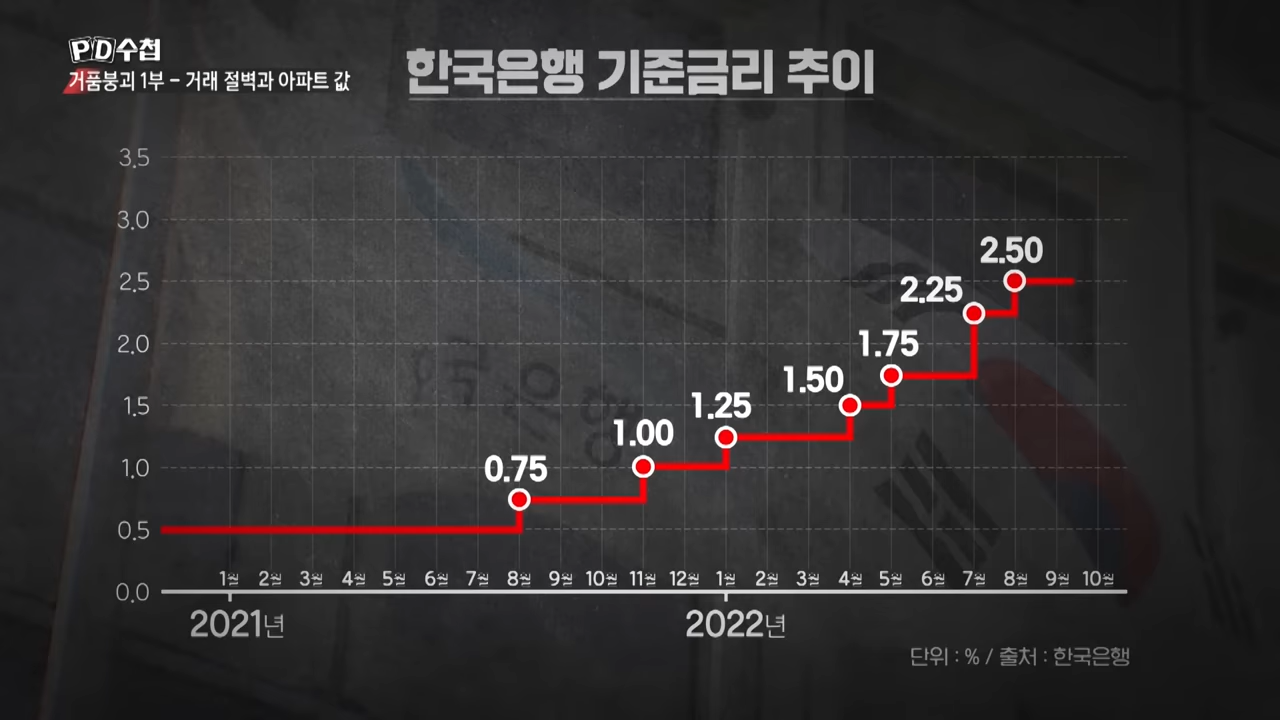 PD수첩
거품붕괴 1부 - 거래 절벽과 아파트 값
한국은행 기준금리 추이
3.5
3.0
2.5
2.0
1.5
1.0
0.5
0.0
0.75
1.00
1.25
1.50
1.75
2.25
2.50
1월 2월 3월 4월 5월 6월 7월 8월 9월 10월 11월 12월 1월 2월 3월 4월 5월 6월 7월 8월 9월 10월
2021년 2022년
단위 : % / 출처 : 한국은행